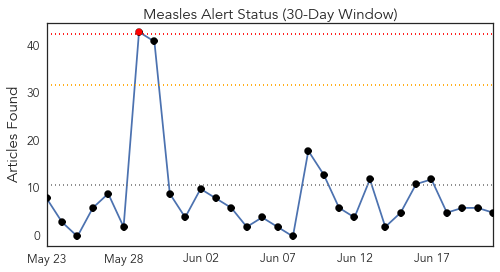 Measles Alert Status (30-Day Window)
Articles Found
40
30
20
10
0
May 23
May 28
Jun 02
Jun 07
Jun 12
Jun 17